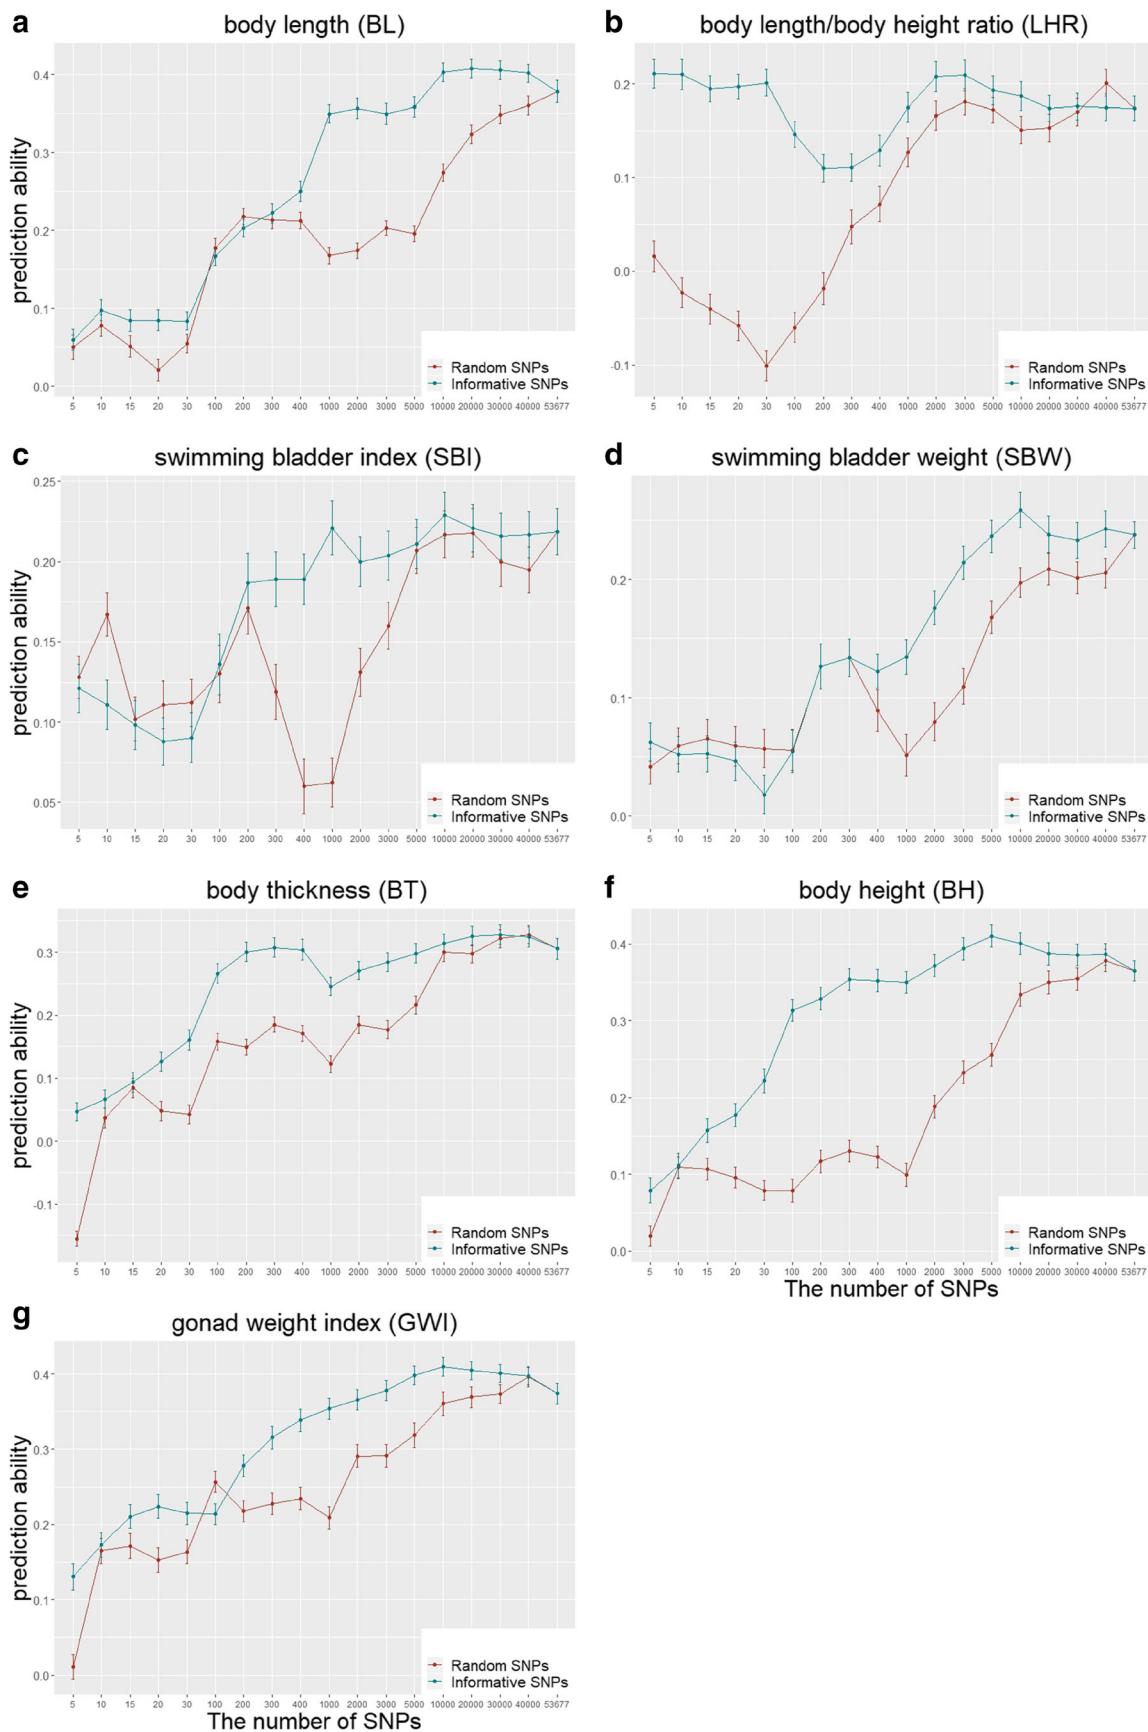 a
body length (BL)
prediction ability
0.4
0.3
0.2
0.1
0.0
5 10 15 20 30 100 200 300 400 1000 2000 3000 5000 10000 20000 30000 40000 53677
Random SNPs
Informative SNPs
b
body length/body height ratio (LHR)
0.2
0.1
0.0
-0.1
5 10 15 20 30 100 200 300 400 1000 2000 3000 5000 10000 20000 30000 40000 53677
Random SNPs
Informative SNPs
c
swimming bladder index (SBI)
prediction ability
0.25
0.20
0.15
0.10
0.05
5 10 15 20 30 100 200 300 400 1000 2000 3000 5000 10000 20000 30000 40000 53677
Random SNPs
Informative SNPs
d
swimming bladder weight (SBW)
0.2
0.1
0.0
5 10 15 20 30 100 200 300 400 1000 2000 3000 5000 10000 20000 30000 40000 53677
Random SNPs
Informative SNPs
e
body thickness (BT)
prediction ability
0.3
0.2
0.1
0.0
-0.1
5 10 15 20 30 100 200 300 400 1000 2000 3000 5000 10000 20000 30000 40000 53677
Random SNPs
Informative SNPs
f
body height (BH)
0.4
0.3
0.2
0.1
0.0
5 10 15 20 30 100 200 300 400 1000 2000 3000 5000 10000 20000 30000 40000 53677
Random SNPs
Informative SNPs
The number of SNPs
g
gonad weight index (GWI)
prediction ability
0.4
0.3
0.2
0.1
0.0
5 10 15 20 30 100 200 300 400 1000 2000 3000 5000 10000 20000 30000 40000 53677
Random SNPs
Informative SNPs
The number of SNPs